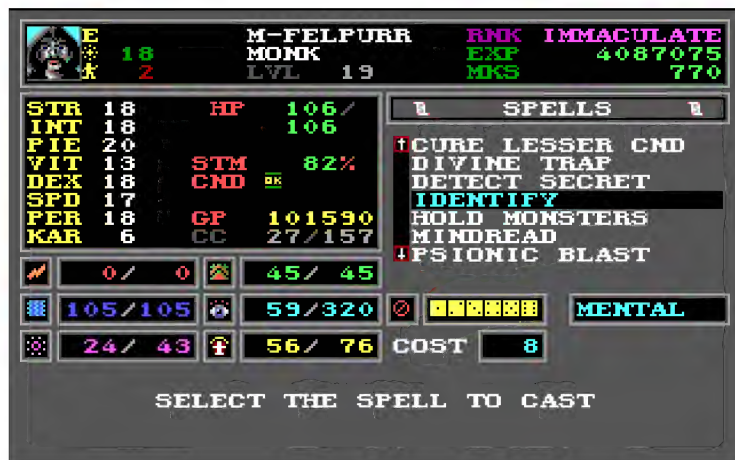 E M-FELPURR RNK IMMACULATE
18 MONK EXP 4087075
2 LVL 19 MKS 770
STR 18 HP 106/
INT 18 106
PIE 20
VIT 13 STM 82%
DEX 18 CND OK
SPD 17
PER 18 GP 101590
KAR 6 CC 27/157
SPELLS
CURE LESSER CND
DIVINE TRAP
DETECT SECRET
IDENTIFY
HOLD MONSTERS
MINDREAD
PSIONIC BLAST
0/ 0 45/ 45
105/105 59/320 MENTAL
24/ 43 56/ 76 COST 8
SELECT THE SPELL TO CAST